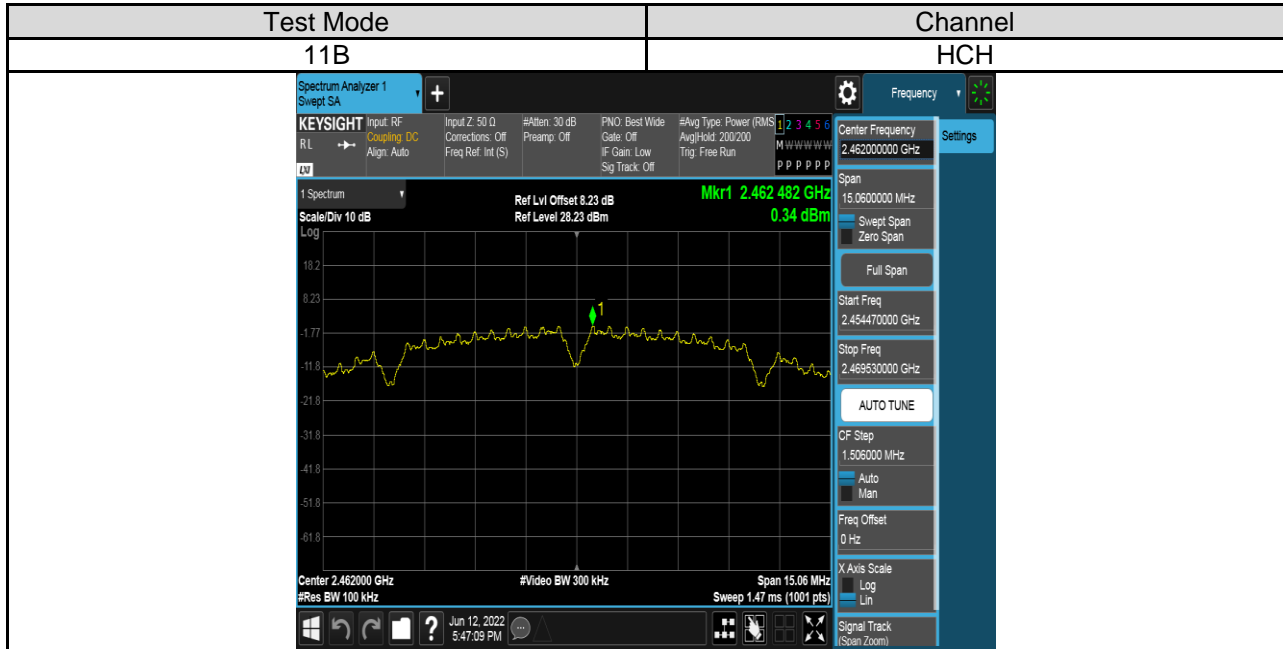 Test Mode Channel
11B HCH
Spectrum Analyzer 1
Swept SA
+
Frequency
KEYSIGHT
RL
LXI
Input: RF
Coupling: DC
Align: Auto
Input Z: 50 Ω
Corrections: Off
Freq Ref: Int (S)
#Atten: 30 dB
Preamp: Off
PNO: Best Wide
Gate: Off
IF Gain: Low
Sig Track: Off
#Avg Type: Power (RMS
Avg|Hold: 200/200
Trig: Free Run
1 2 3 4 5 6
M W W W W W
P P P P P P
Center Frequency
2.462000000 GHz
Settings
Span
15.0600000 MHz
Swept Span
Zero Span
Full Span
Start Freq
2.454470000 GHz
Stop Freq
2.469530000 GHz
AUTO TUNE
CF Step
1.506000 MHz
Auto
Man
Freq Offset
0 Hz
X Axis Scale
Log
Lin
Signal Track
(Span Zoom)
1 Spectrum
Scale/Div 10 dB
Log
Ref Lvl Offset 8.23 dB
Ref Level 28.23 dBm
Mkr1 2.462 482 GHz
0.34 dBm
18.2
8.23
1
-1.77
-11.8
-21.8
-31.8
-41.8
-51.8
-61.8
Center 2.462000 GHz
#Res BW 100 kHz
#Video BW 300 kHz
Span 15.06 MHz
Sweep 1.47 ms (1001 pts)
?
Jun 12, 2022
5:47:09 PM